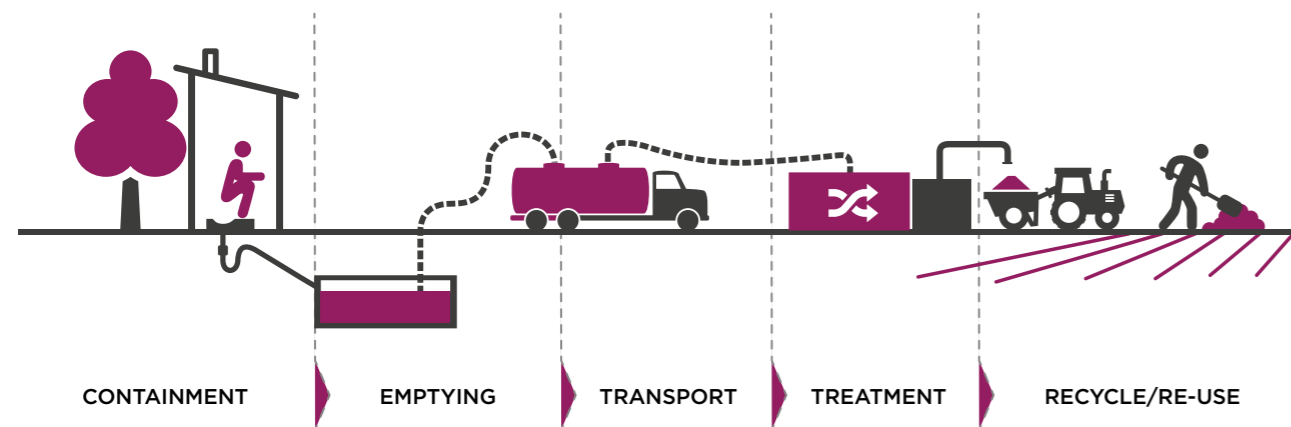 CONTAINMENT
EMPTYING
TRANSPORT
TREATMENT
RECYCLE/RE-USE